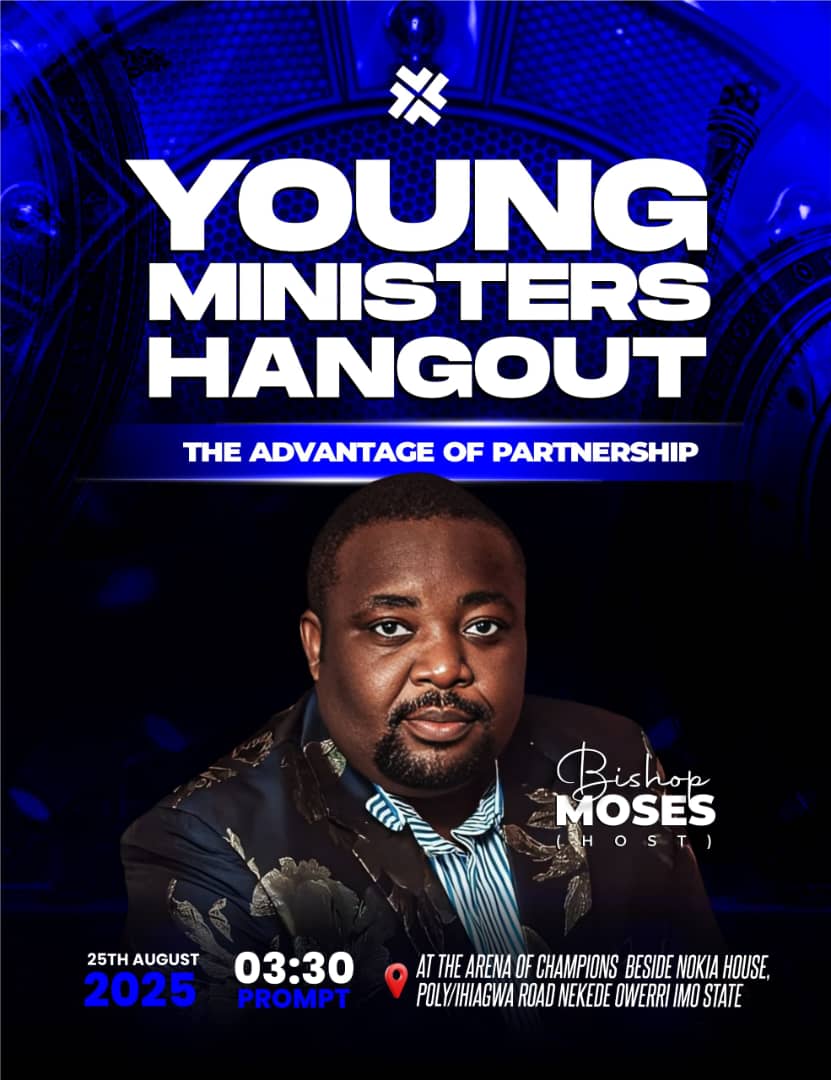 YOUNG
MINISTERS
HANGOUT
THE ADVANTAGE OF PARTNERSHIP
Bishop
MOSES
(HOST)
25TH AUGUST
2025
03:30
PROMPT
AT THE ARENA OF CHAMPIONS BESIDE NOKIA HOUSE,
POLY/IHIAGWA ROAD NEKEDE OWERRI IMO STATE